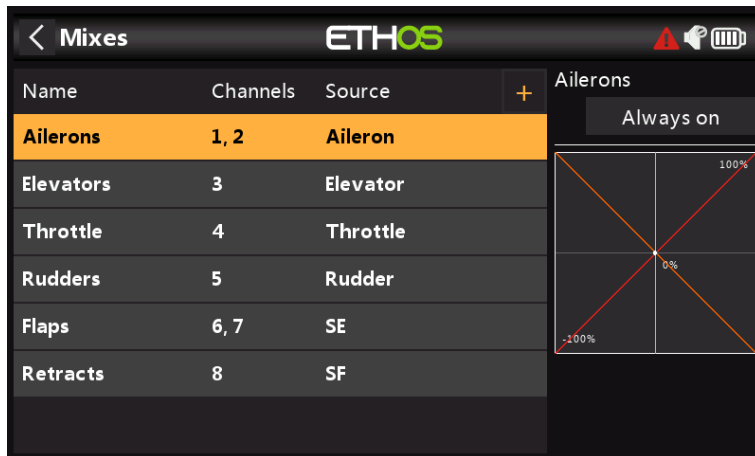 Mixes ETHOS
Name Channels Source +
Ailerons 1, 2 Aileron
Elevators 3 Elevator
Throttle 4 Throttle
Rudders 5 Rudder
Flaps 6, 7 SE
Retracts 8 SF
Ailerons
Always on
100%
0%
-100%